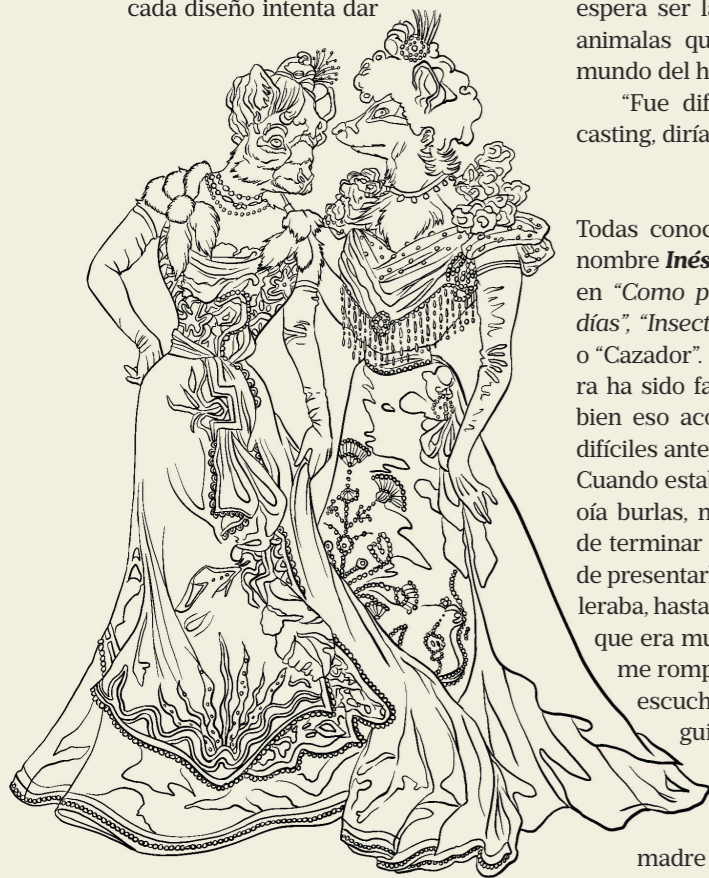 cada diseño intenta dar
espera ser la
animalas qu
mundo del h
“Fue dif
casting, diría
Todas conoc
nombre Inés
en “Como p
días”, “Insect
o “Cazador”.
ra ha sido fa
bien eso aco
difíciles ante
Cuando estab
oía burlas, n
de terminar
de presentar
leraba, hasta
que era mu
me romp
escuch
gui
madre